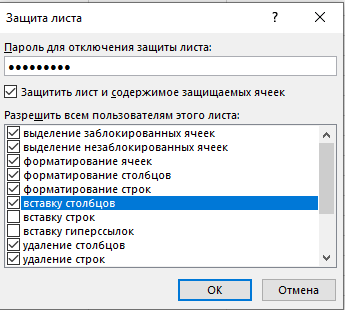 Защита листа
Пароль для отключения защиты листа:
●●●●●●●●●
Защитить лист и содержимое защищаемых ячеек
Разрешить всем пользователям этого листа:
выделение заблокированных ячеек
выделение незаблокированных ячеек
форматирование ячеек
форматирование столбцов
форматирование строк
вставку столбцов
вставку строк
вставку гиперссылок
удаление столбцов
удаление строк
ОК
Отмена